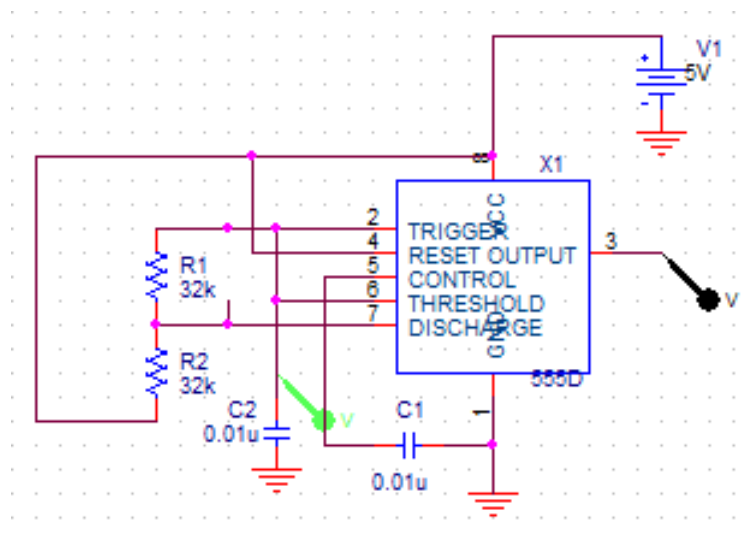 V1
5V
+
-
8
X1
VCC
2 TRIGGER
4 RESET OUTPUT 3
5 CONTROL
6 THRESHOLD
7 DISCHARGE
GND
555D
1
R1
32k
R2
32k
C2
0.01u
V
C1
0.01u
V